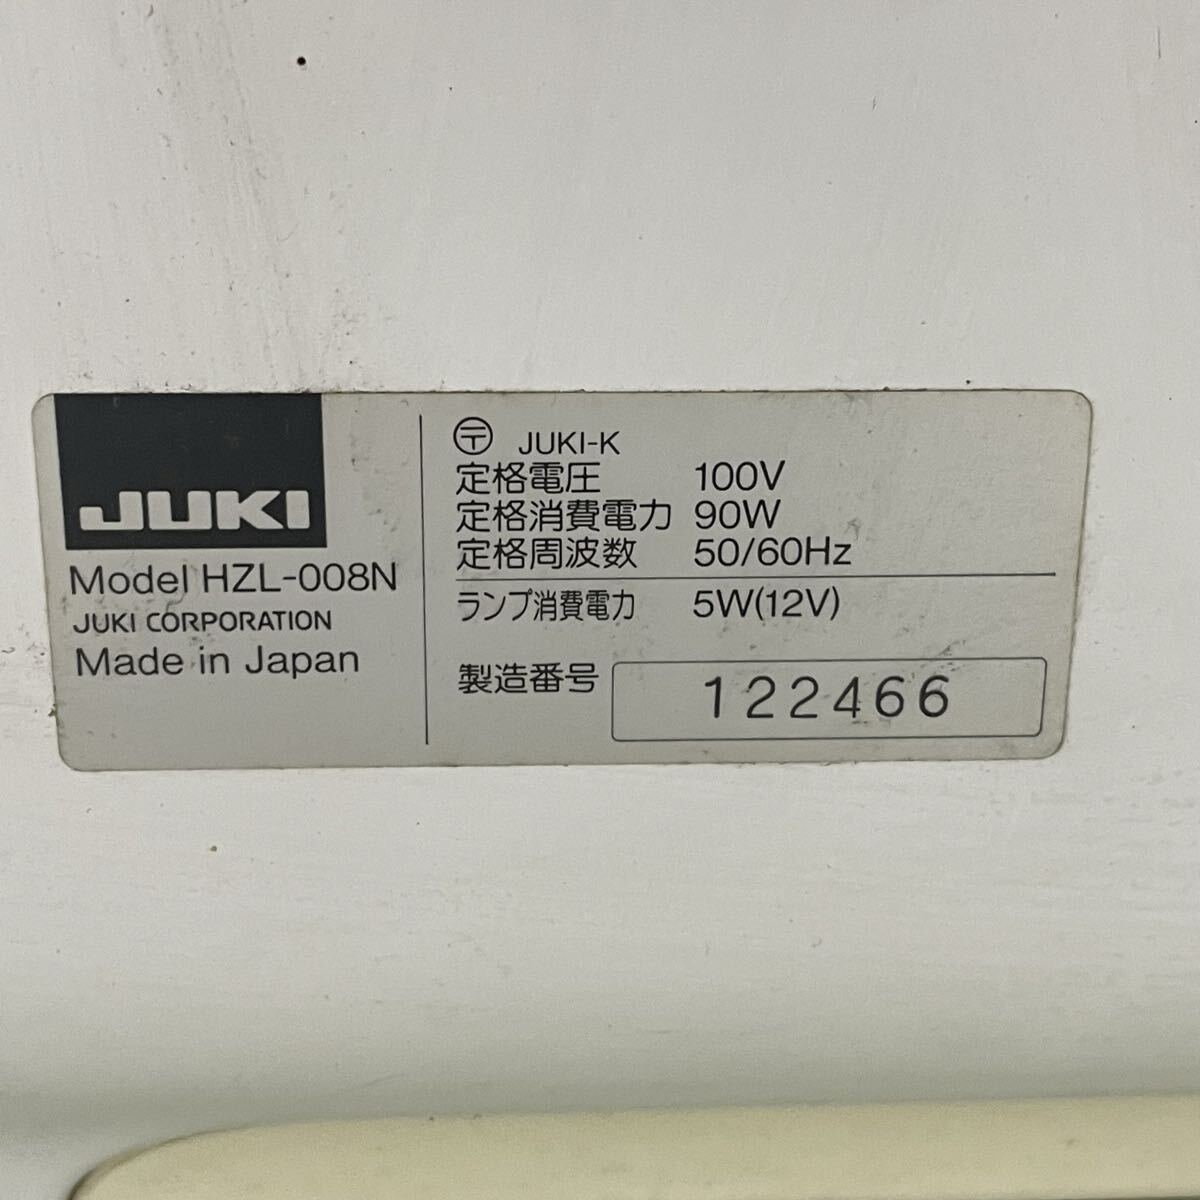 JUKI
Model HZL-008N
JUKI CORPORATION
Made in Japan
〶 JUKI-K
定格電圧 100V
定格消費電力 90W
定格周波数 50/60Hz
ランプ消費電力 5W(12V)
製造番号 122466